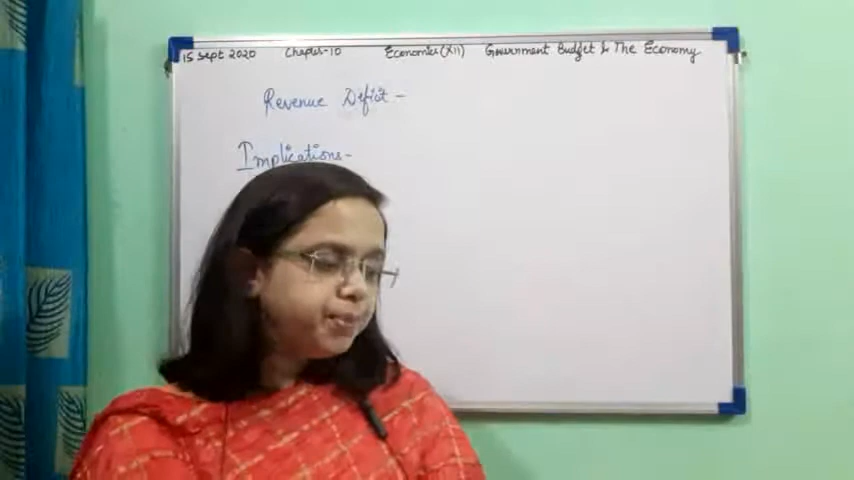 15 Sept 2020 Chapter-10 Economics (XII) Government Budget & The Economy
Revenue Deficit -
Implications-